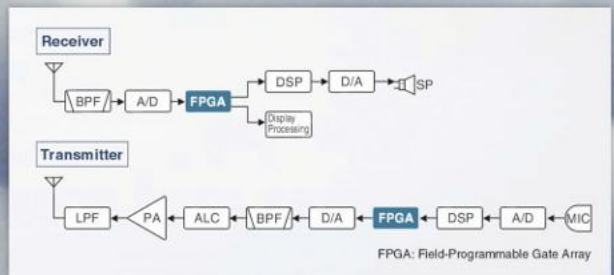 Receiver
BPF A/D FPGA DSP D/A SP
Display
Processing
Transmitter
LPF PA ALC BPF D/A FPGA DSP A/D MIC
FPGA: Field-Programmable Gate Array